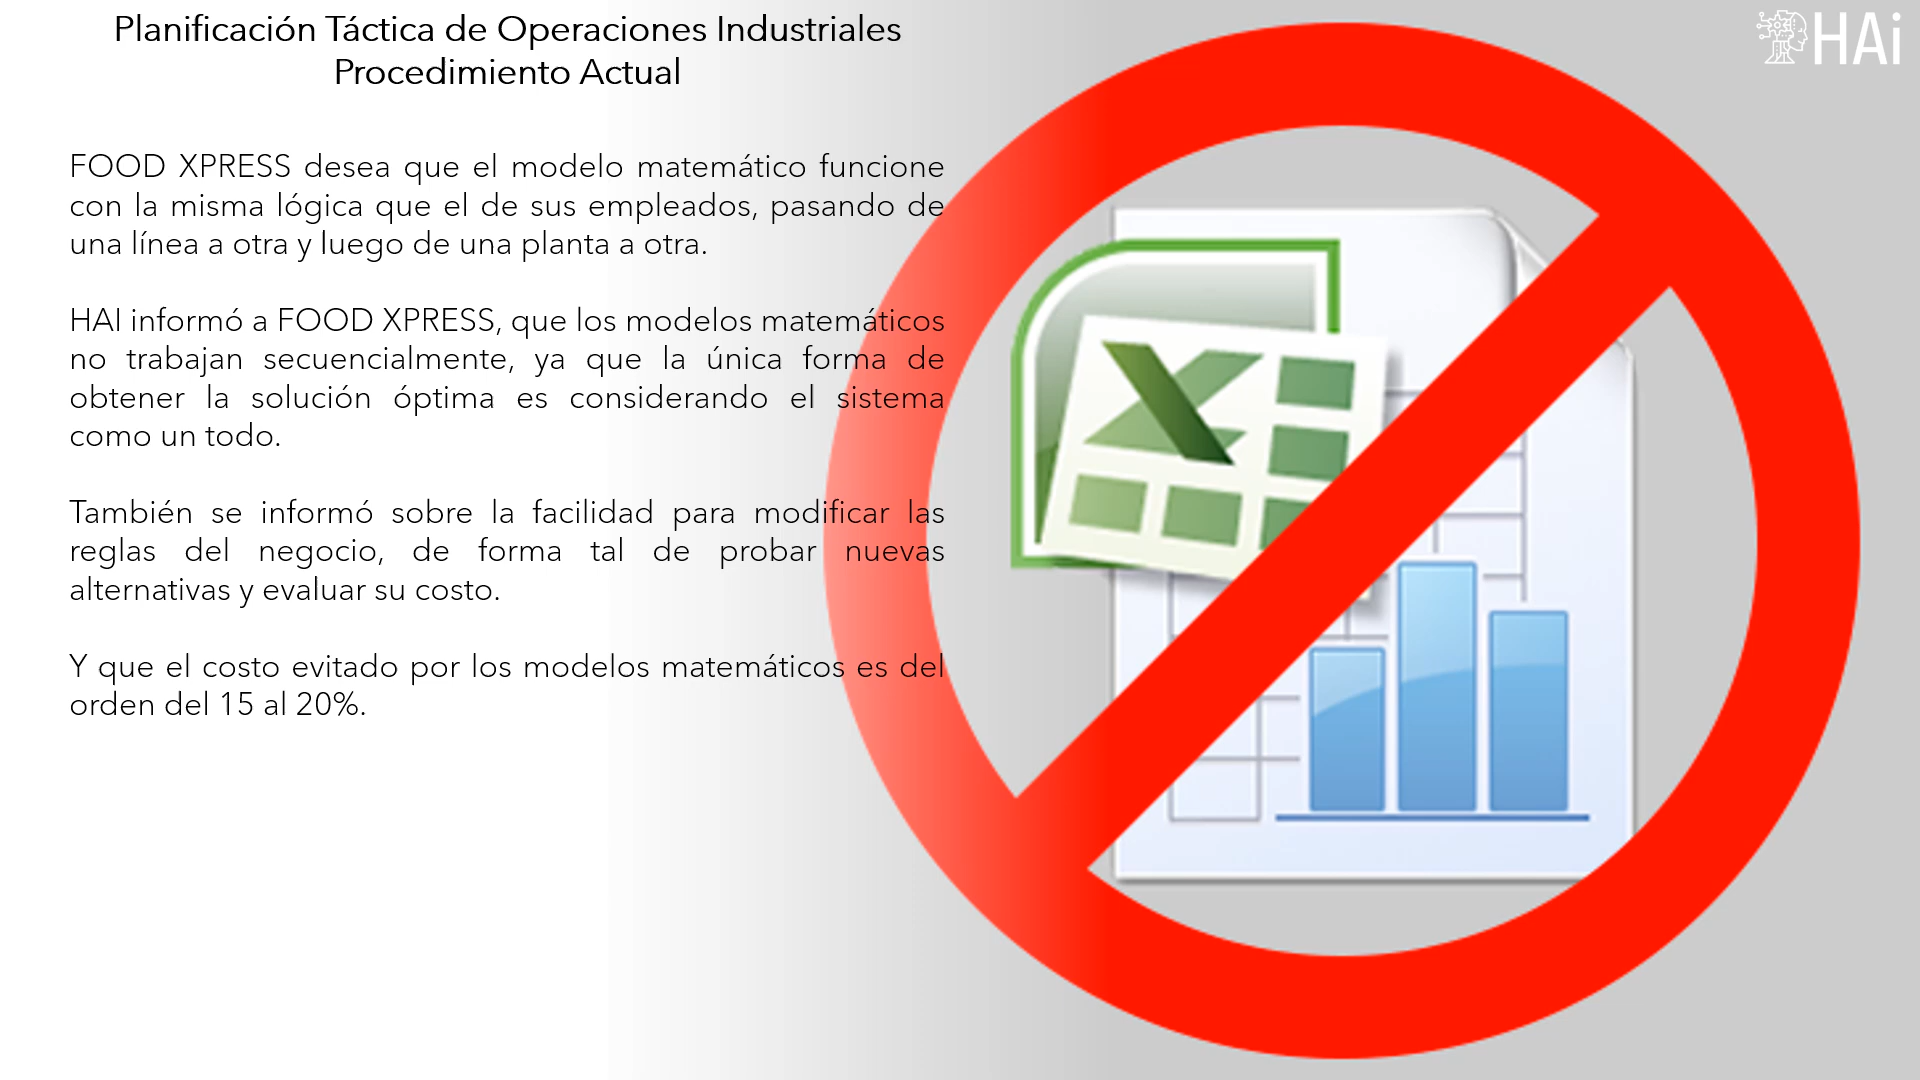 Planificación Táctica de Operaciones Industriales
Procedimiento Actual
HAi
FOOD XPRESS desea que el modelo matemático funcione
con la misma lógica que el de sus empleados, pasando de
una línea a otra y luego de una planta a otra.
HAI informó a FOOD XPRESS, que los modelos matemáticos
no trabajan secuencialmente, ya que la única forma de
obtener la solución óptima es considerando el sistema
como un todo.
También se informó sobre la facilidad para modificar las
reglas del negocio, de forma tal de probar nuevas
alternativas y evaluar su costo.
Y que el costo evitado por los modelos matemáticos es del
orden del 15 al 20%.